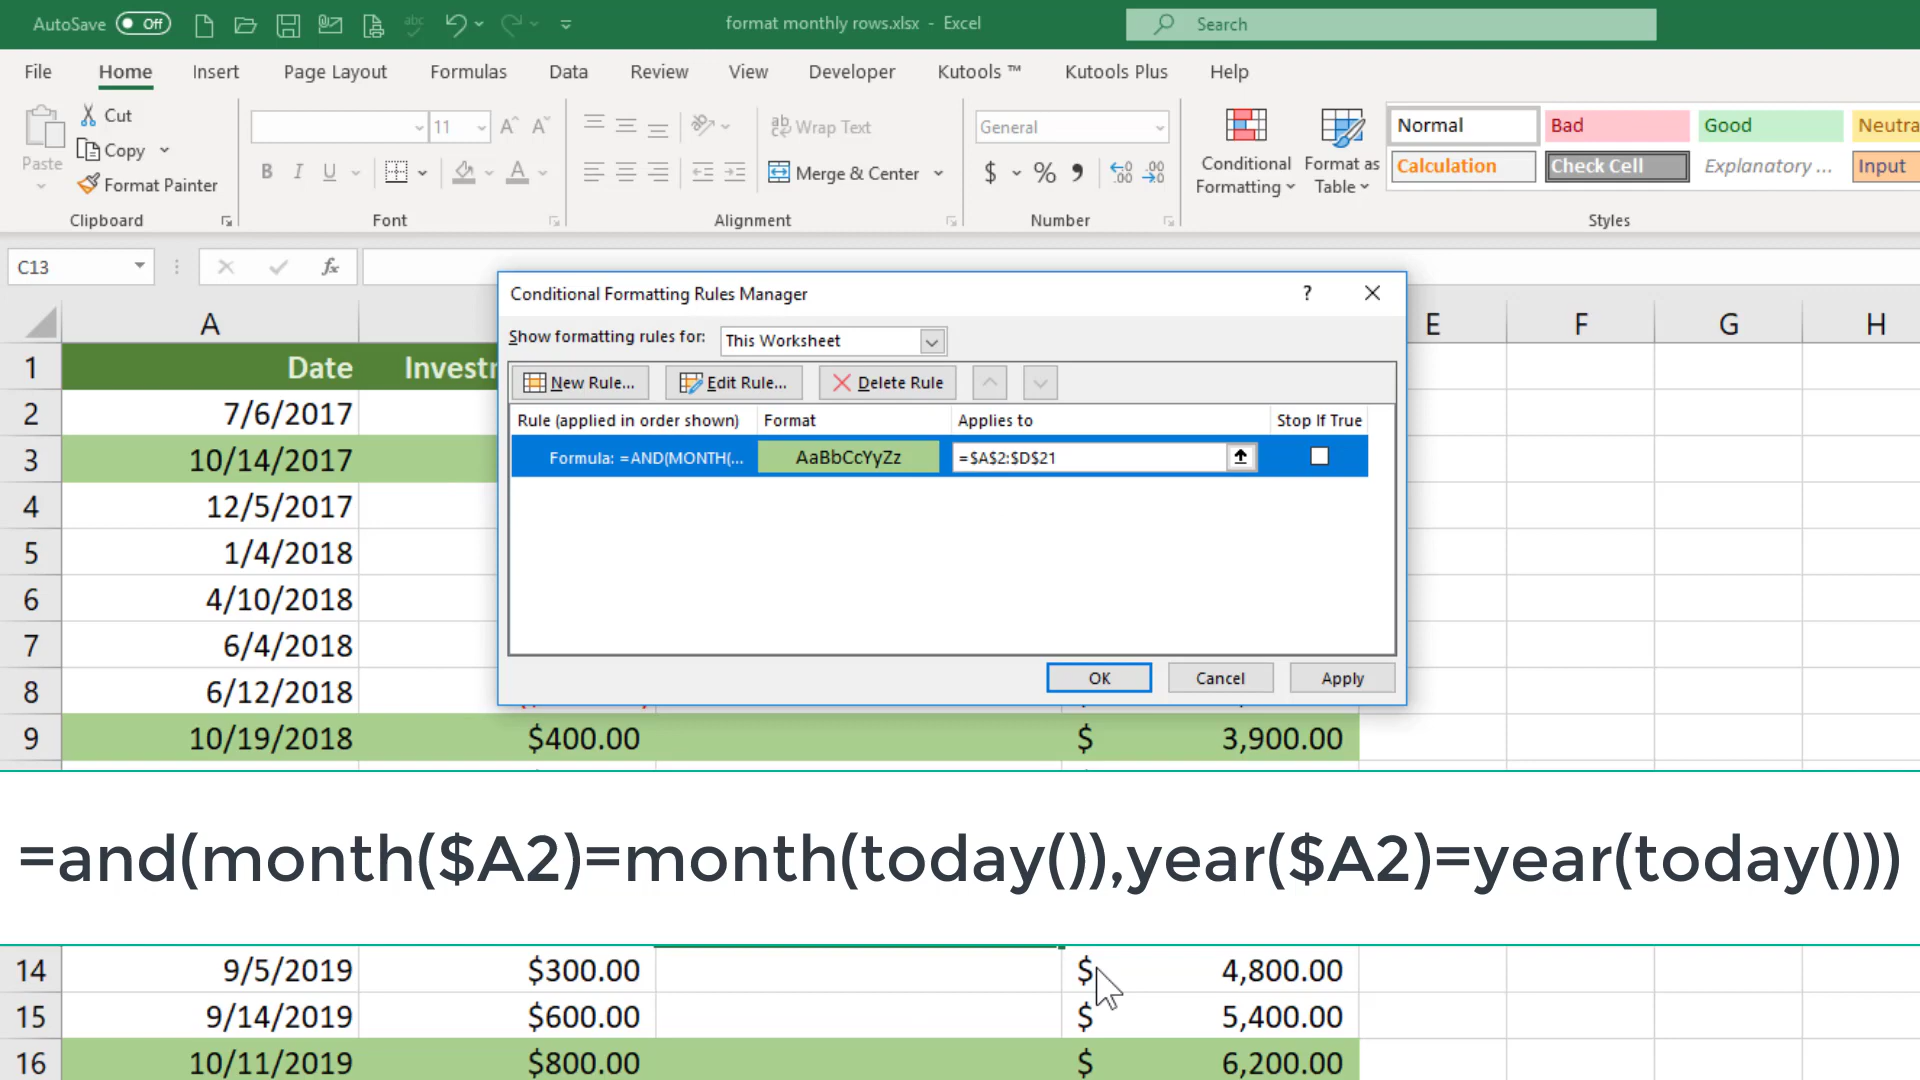 AutoSave Off abc format monthly rows.xlsx - Excel Search
File Home Insert Page Layout Formulas Data Review View Developer Kutools ™ Kutools Plus Help
Paste Cut Copy Format Painter
Clipboard
11 A A
B I U A
Font
ab Wrap Text
Merge & Center
Alignment
General
$ % , .00 .00
Number
Conditional Formatting
Format as Table
Normal Bad Good Neutra
Calculation Check Cell Explanatory ... Input
Styles
C13 fx
A E F G H
Conditional Formatting Rules Manager ?
Show formatting rules for: This Worksheet
New Rule... Edit Rule... Delete Rule
Rule (applied in order shown) Format Applies to Stop If True
Formula: =AND(MONTH(... AaBbCcYyZz =$A$2:$D$21
OK Cancel Apply
1 Date Investr
2 7/6/2017
3 10/14/2017
4 12/5/2017
5 1/4/2018
6 4/10/2018
7 6/4/2018
8 6/12/2018
9 10/19/2018 $400.00 $ 3,900.00
=and(month($A2)=month(today()),year($A2)=year(today()))
14 9/5/2019 $300.00 $ 4,800.00
15 9/14/2019 $600.00 $ 5,400.00
16 10/11/2019 $800.00 $ 6,200.00